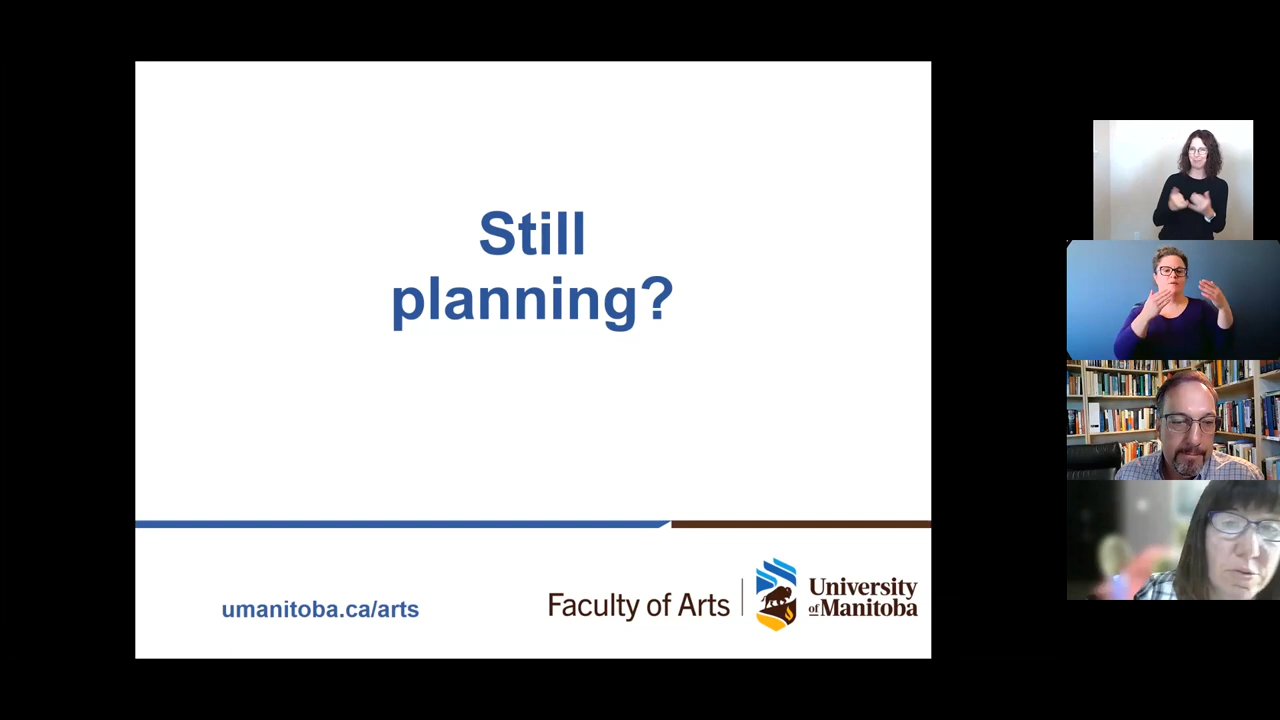 Still
planning?
umanitoba.ca/arts
Faculty of Arts
University
of Manitoba